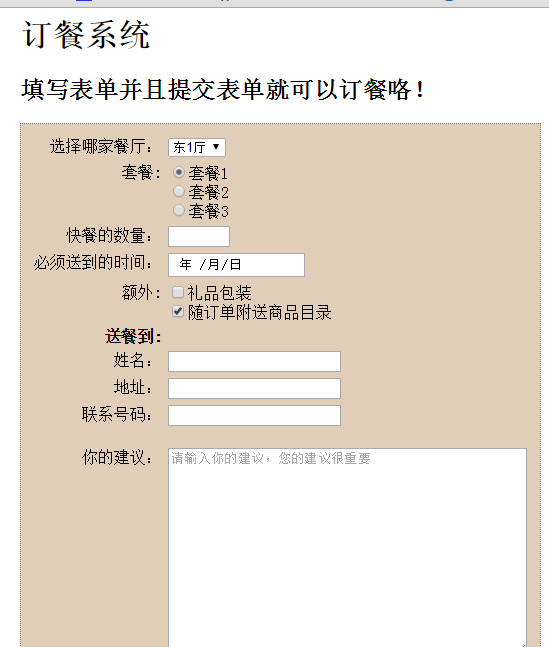 订餐系统
填写表单并且提交表单就可以订餐咯！
选择哪家餐厅： 东1厅
套餐: 套餐1
套餐2
套餐3
快餐的数量：
必须送到的时间： 年 /月/日
额外: 礼品包装
随订单附送商品目录
送餐到:
姓名：
地址：
联系号码：
你的建议： 请输入你的建议，您的建议很重要